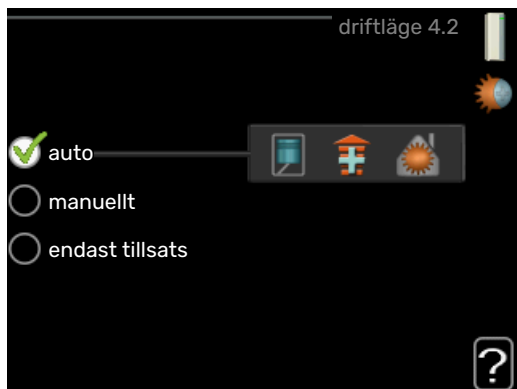 driftläge 4.2
auto
manuellt
endast tillsats
?